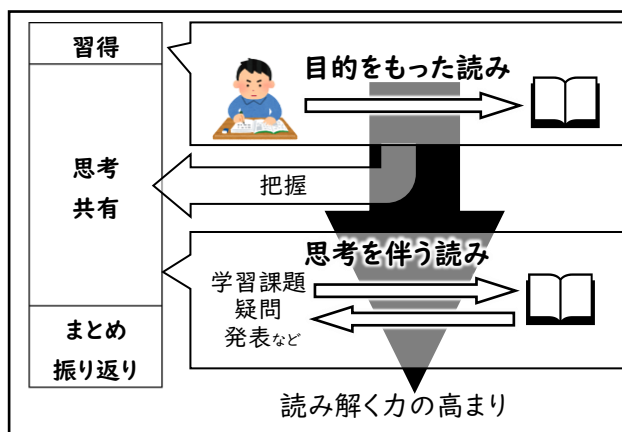 習得
思考
共有
まとめ
振り返り
目的をもった読み
把握
思考を伴う読み
学習課題
疑問
発表など
読み解く力の高まり